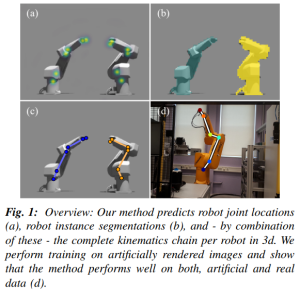 (a)
(b)
(c)
(d)
Fig. 1: Overview: Our method predicts robot joint locations
(a), robot instance segmentations (b), and - by combination
of these - the complete kinematics chain per robot in 3d. We
perform training on artificially rendered images and show
that the method performs well on both, artificial and real
data (d).